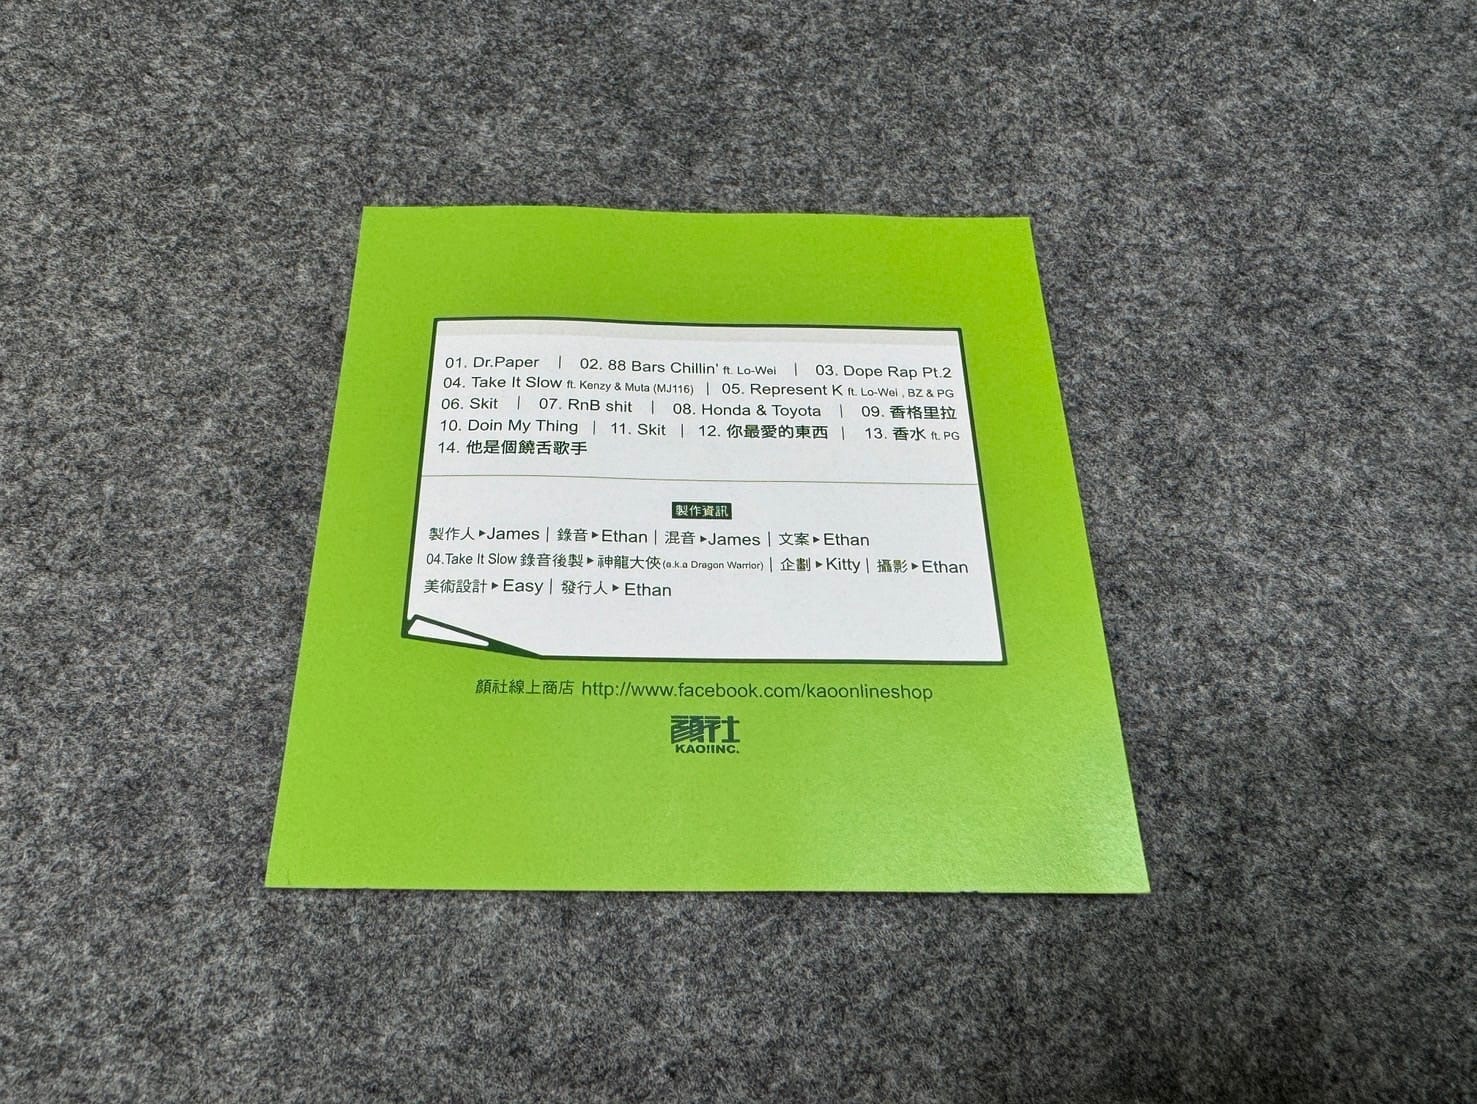 01. Dr.Paper | 02. 88 Bars Chillin' ft. Lo-Wei | 03. Dope Rap Pt.2
04. Take It Slow ft. Kenzy & Muta (MJ116) | 05. Represent K ft. Lo-Wei , BZ & PG
06. Skit | 07. RnB shit | 08. Honda & Toyota | 09. 香格里拉
10. Doin My Thing | 11. Skit | 12. 你最愛的東西 | 13. 香水 ft. PG
14. 他是個饒舌歌手
製作資訊
製作人▶James | 錄音▶Ethan | 混音▶James | 文案▶Ethan
04.Take It Slow 錄音後製▶神龍大俠(a.k.a Dragon Warrior) | 企劃▶Kitty | 攝影▶Ethan
美術設計▶Easy | 發行人▶Ethan
顏社線上商店 http://www.facebook.com/kaoonlineshop
顏社
KAO!INC.